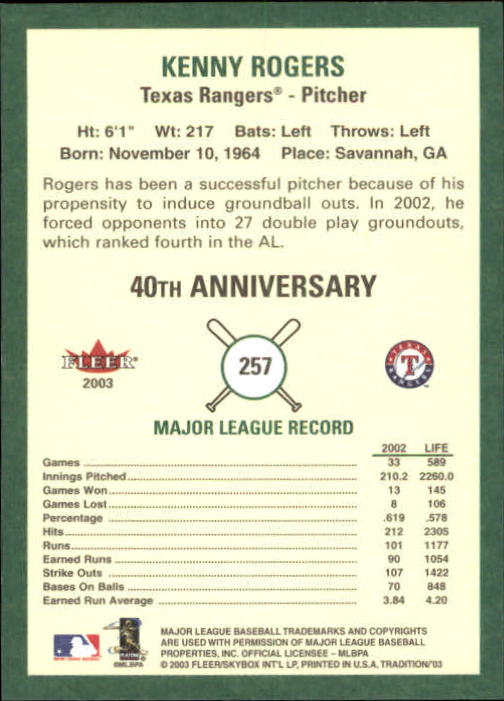 KENNY ROGERS
Texas Rangers® - Pitcher
Ht: 6'1" Wt: 217 Bats: Left Throws: Left
Born: November 10, 1964 Place: Savannah, GA
Rogers has been a successful pitcher because of his
propensity to induce groundball outs. In 2002, he
forced opponents into 27 double play groundouts,
which ranked fourth in the AL.
40TH ANNIVERSARY
FLEER®
2003
257
TEXAS
T
RANGERS
MAJOR LEAGUE RECORD
2002 LIFE
Games 33 589
Innings Pitched 210.2 2260.0
Games Won 13 145
Games Lost 8 106
Percentage .619 .578
Hits 212 2305
Runs 101 1177
Earned Runs 90 1054
Strike Outs 107 1422
Bases On Balls 70 848
Earned Run Average 3.84 4.20
©MLBPA
MAJOR LEAGUE BASEBALL TRADEMARKS AND COPYRIGHTS
ARE USED WITH PERMISSION OF MAJOR LEAGUE BASEBALL
PROPERTIES, INC. OFFICIAL LICENSEE - MLBPA
© 2003 FLEER/SKYBOX INT'L LP, PRINTED IN U.S.A. TRADITION/'03